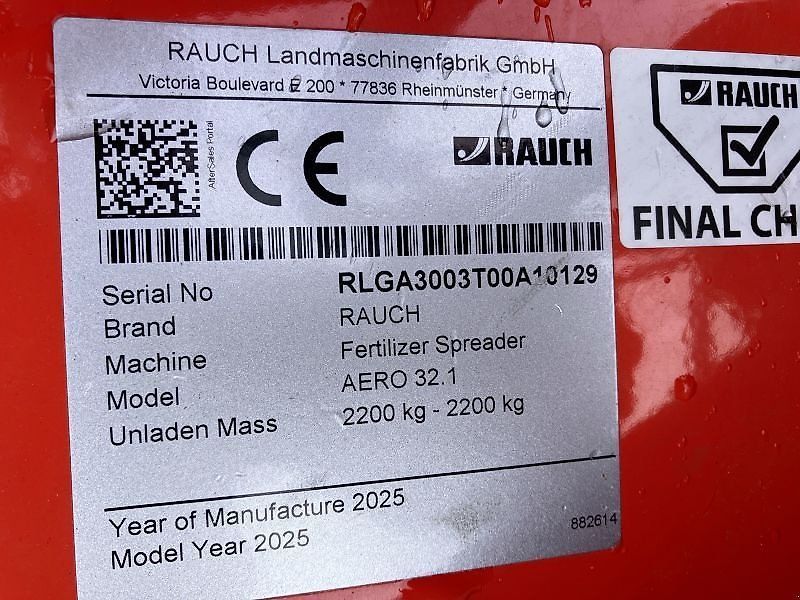 RAUCH Landmaschinenfabrik GmbH
Victoria Boulevard E 200 * 77836 Rheinmünster * Germany
AfterSales Portal
CE
RAUCH
Serial No RLGA3003T00A10129
Brand RAUCH
Machine Fertilizer Spreader
Model AERO 32.1
Unladen Mass 2200 kg - 2200 kg
Year of Manufacture 2025
Model Year 2025
882614
RAUCH
FINAL CH